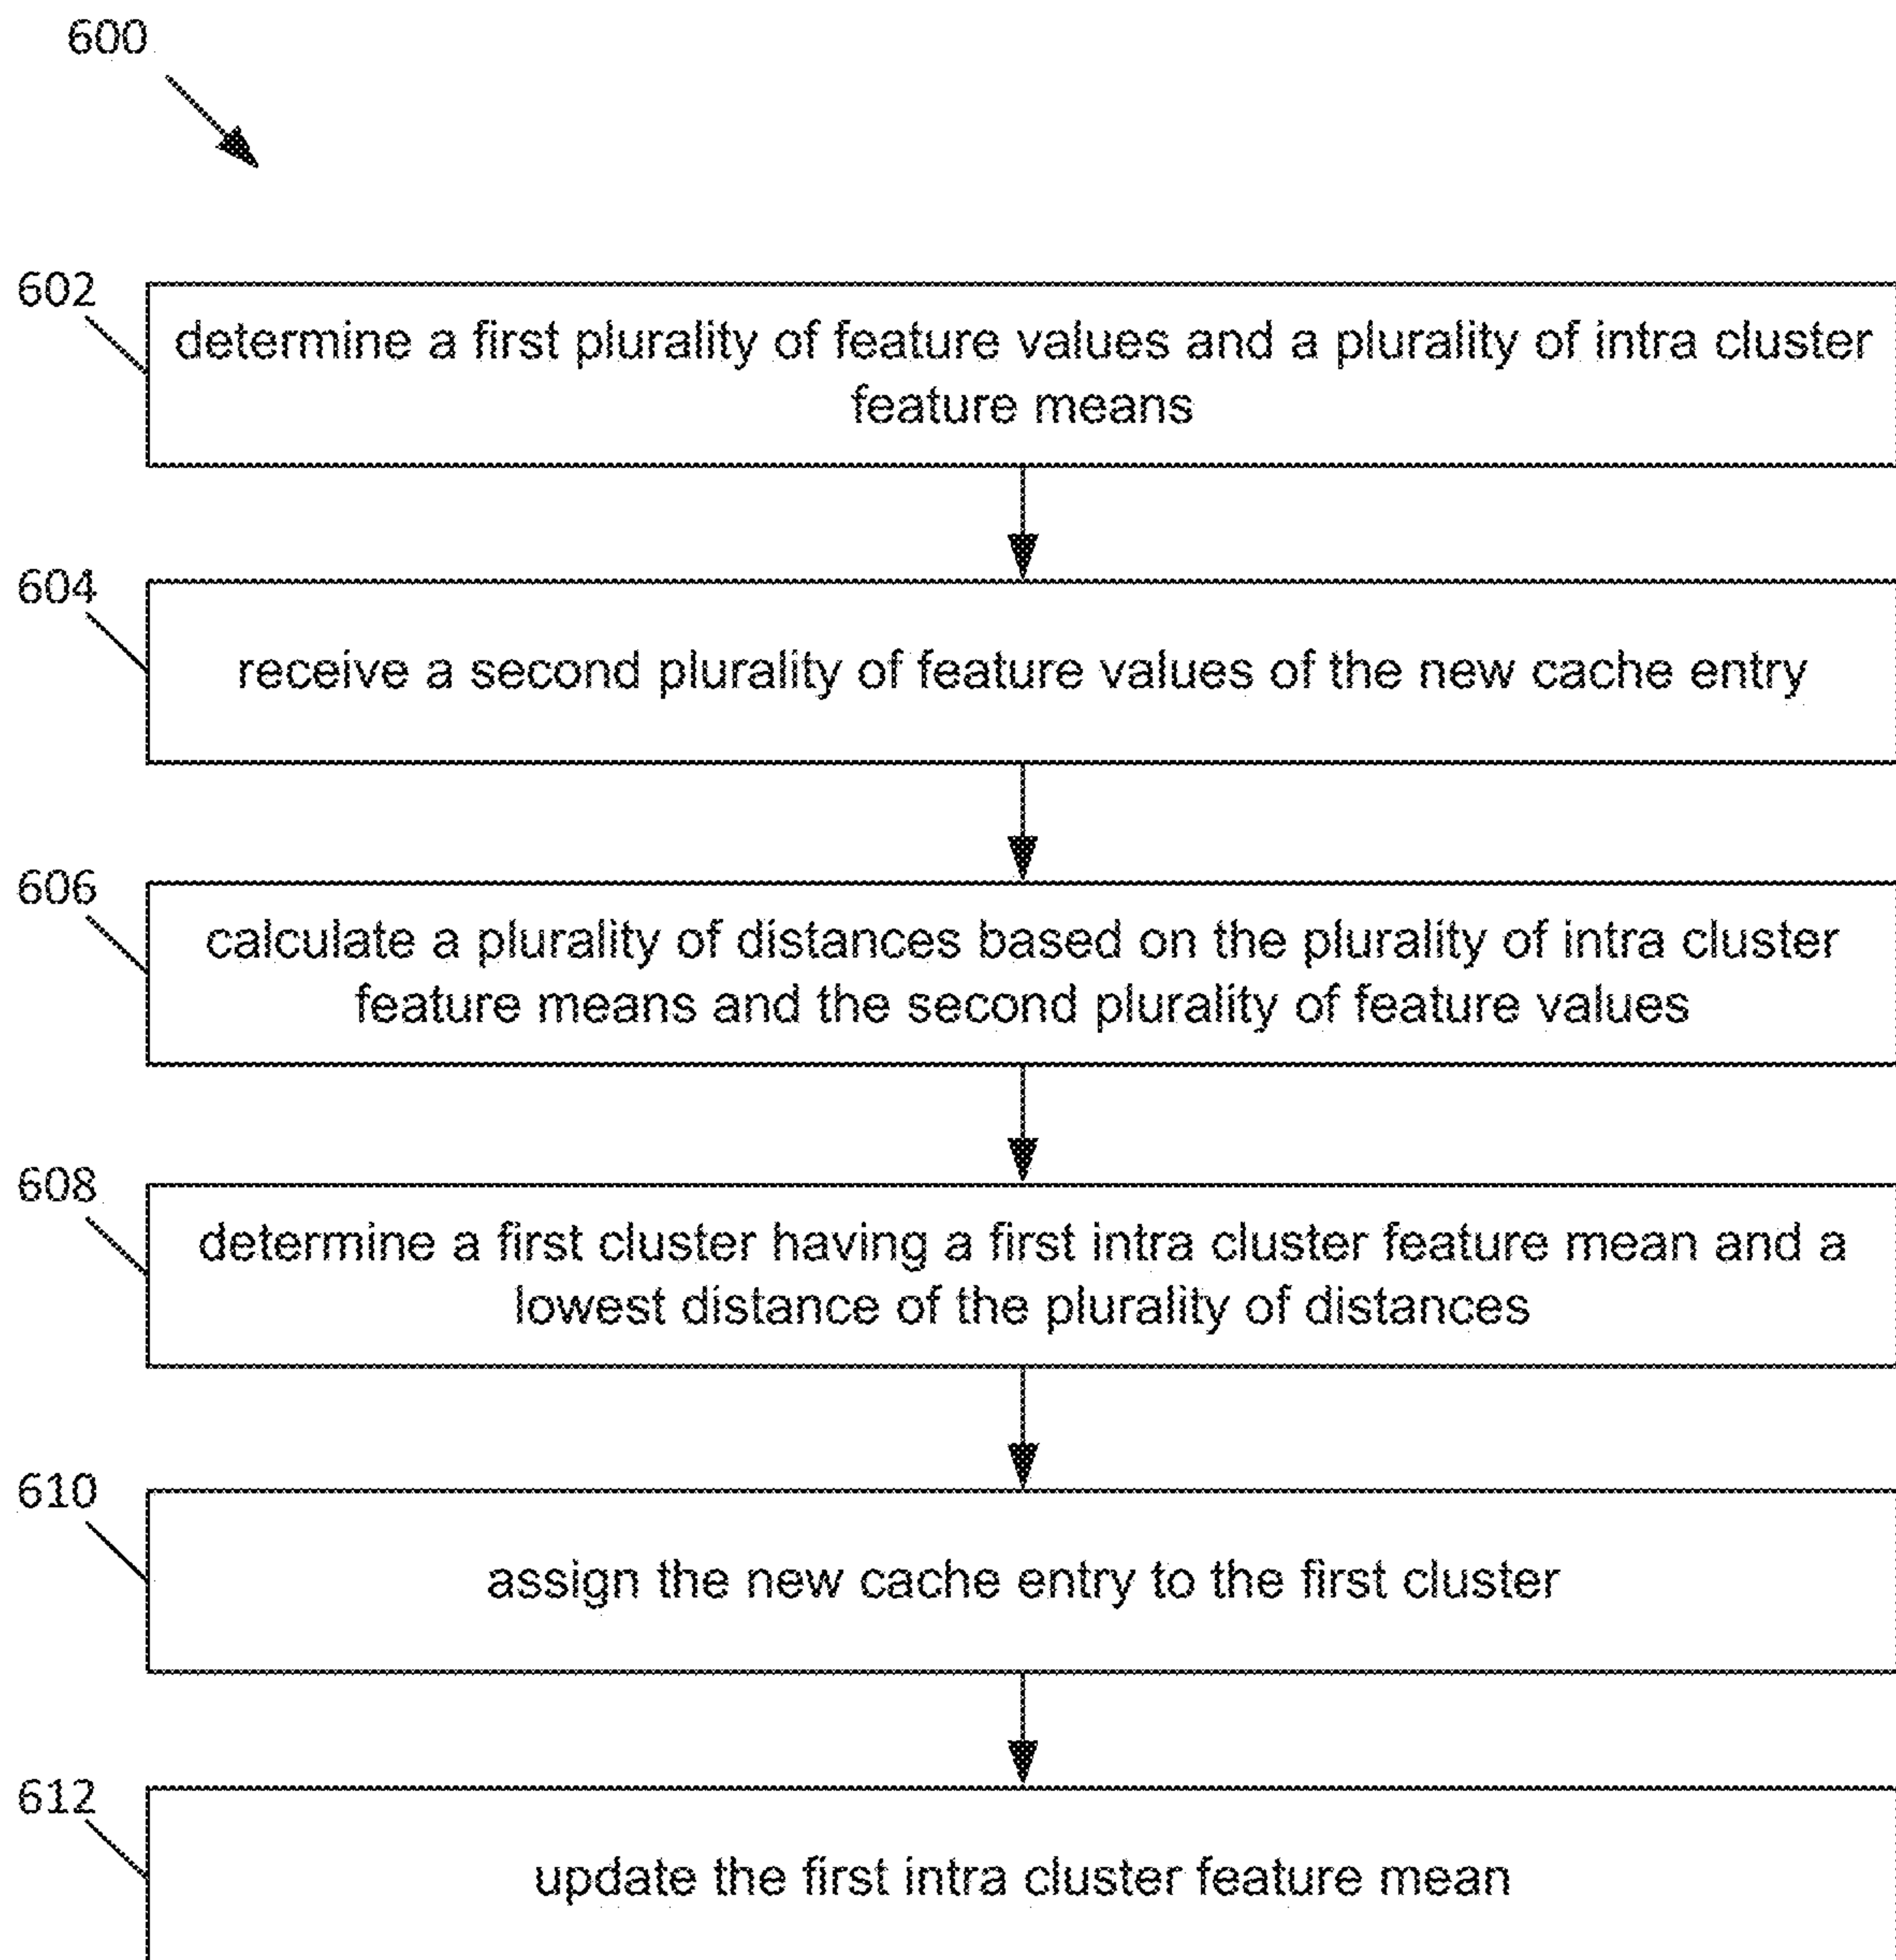 600
602
determine a first plurality of feature values and a plurality of intra cluster
feature means
604
receive a second plurality of feature values of the new cache entry
606
calculate a plurality of distances based on the plurality of intra cluster
feature means and the second plurality of feature values
608
determine a first cluster having a first intra cluster feature mean and a
lowest distance of the plurality of distances
610
assign the new cache entry to the first cluster
612
update the first intra cluster feature mean